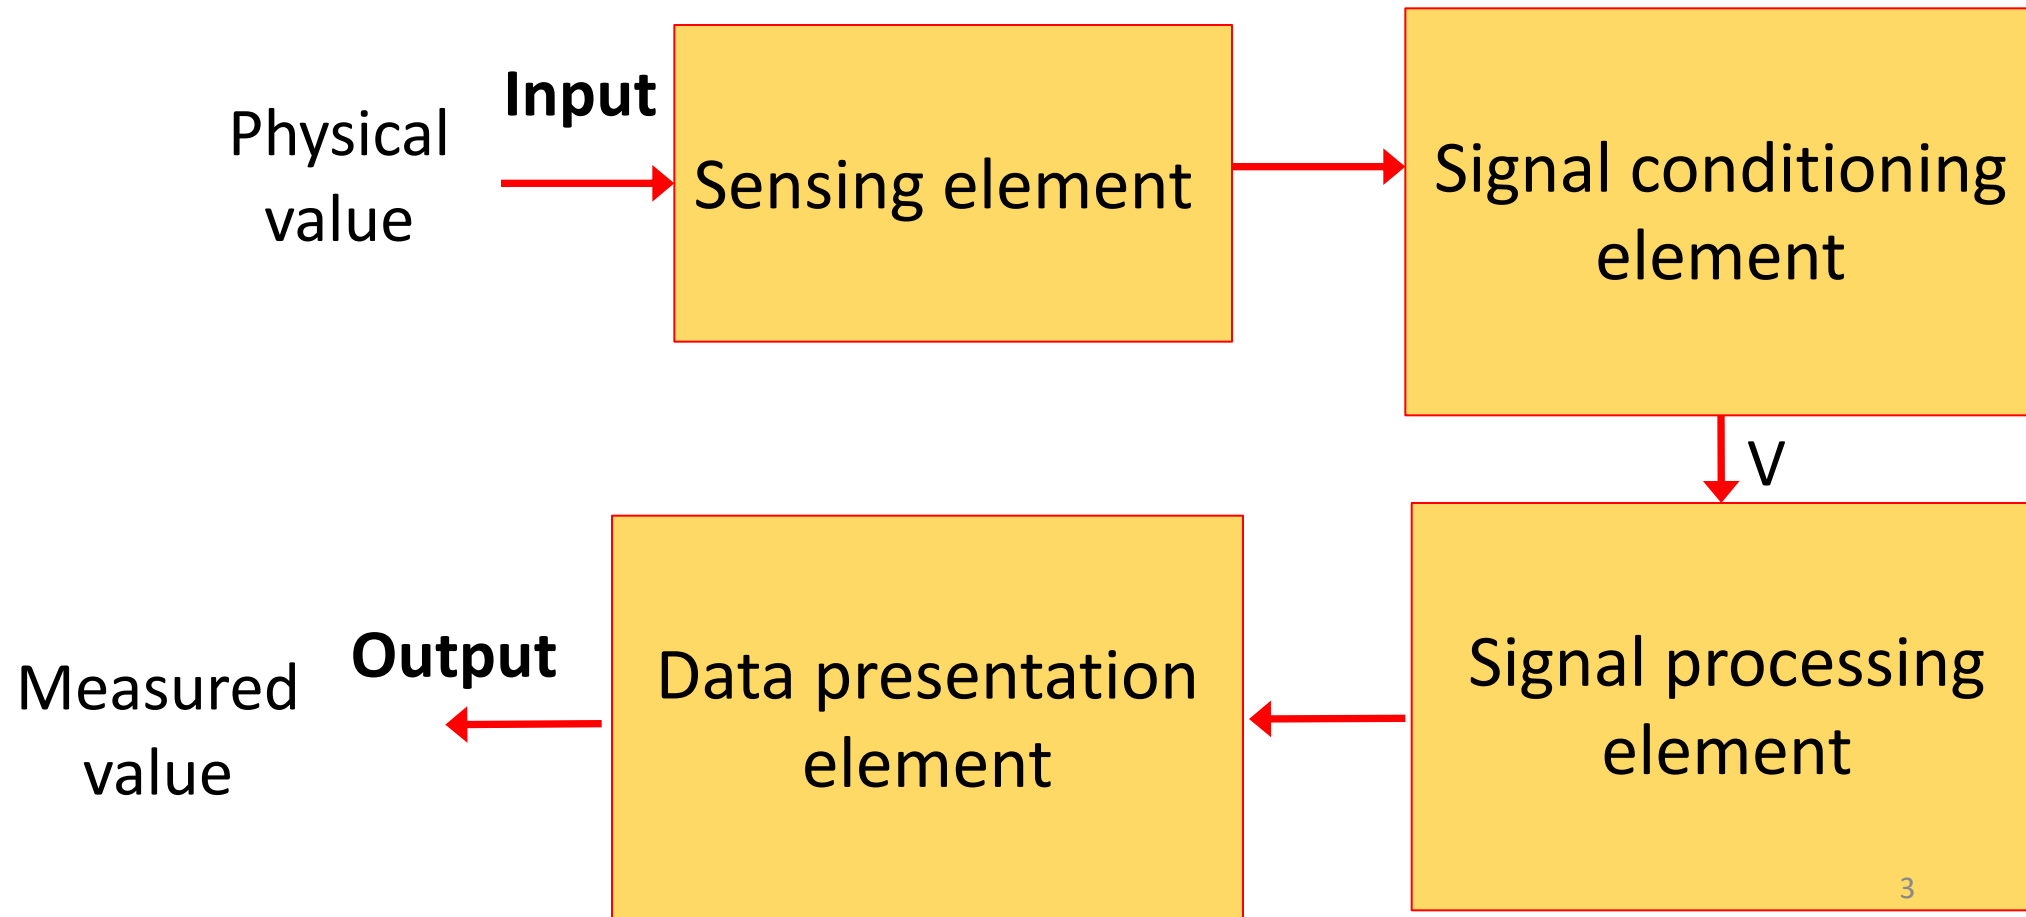 Physical
value
Input
Sensing element
Signal conditioning
element
V
Signal processing
element
Data presentation
element
Output
Measured
value
3